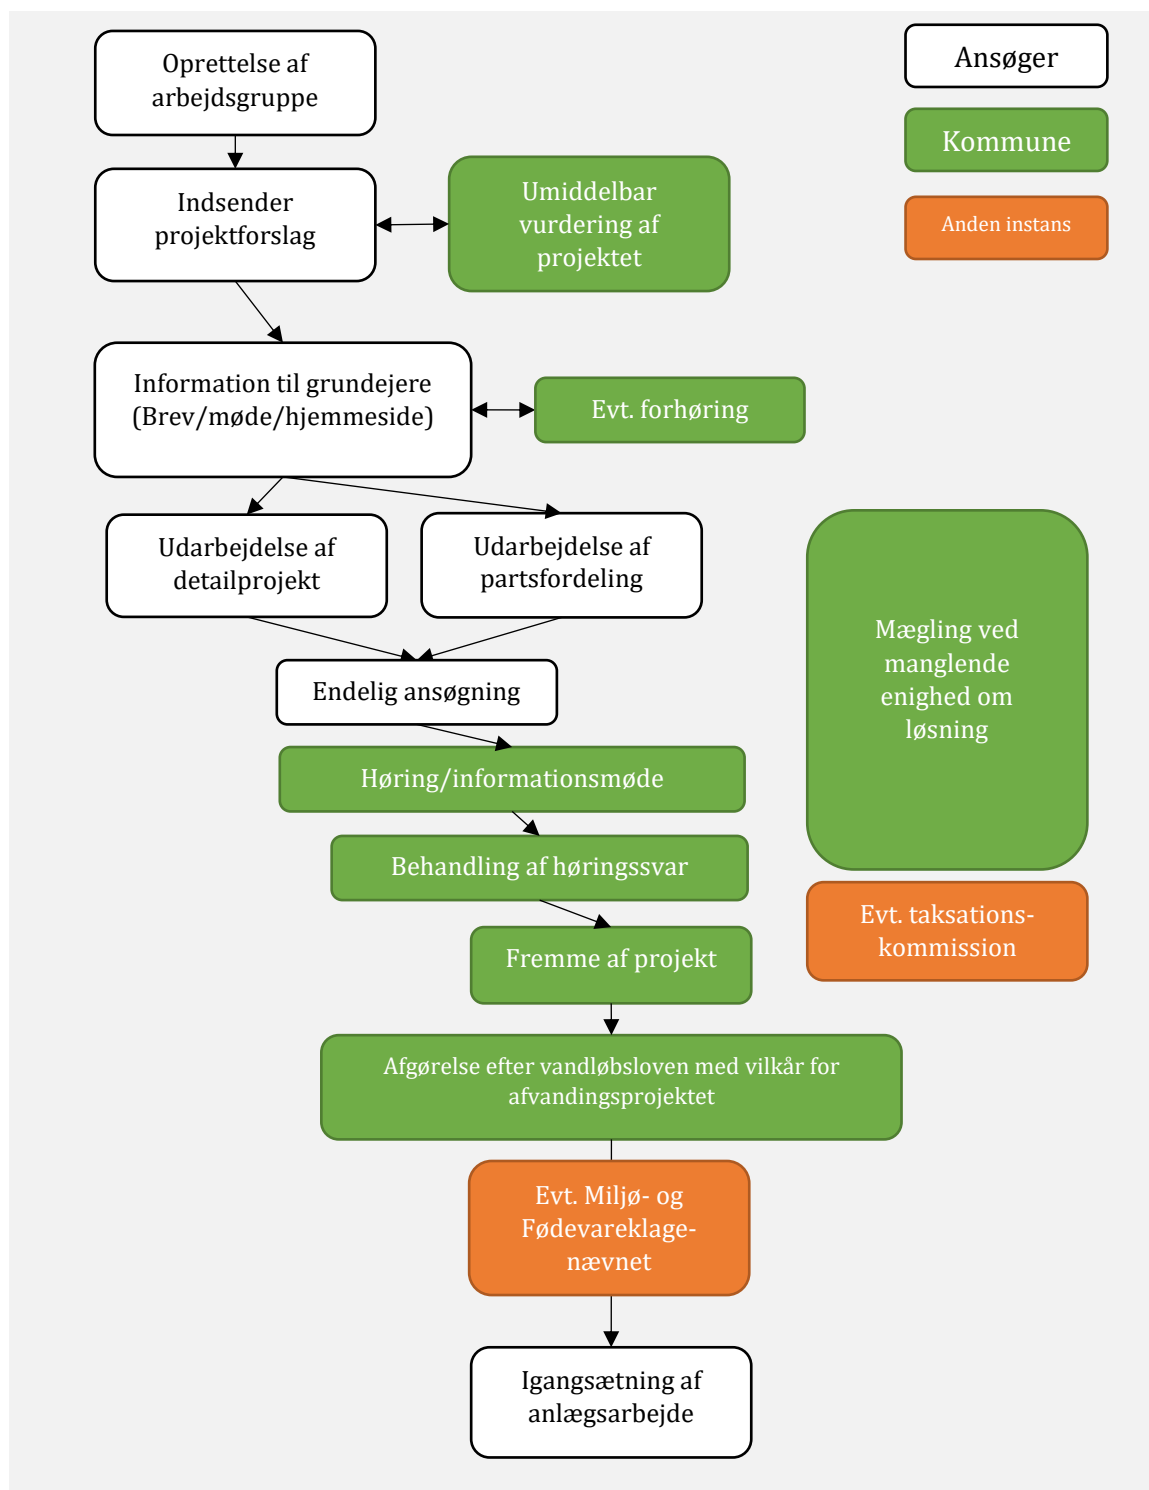 Oprettelse af
arbejdsgruppe
Ansøger
Kommune
Indsender
projektforslag
Umiddelbar
vurdering af
projektet
Anden instans
Information til grundejere
(Brev/møde/hjemmeside)
Evt. forhøring
Udarbejdelse af
detailprojekt
Udarbejdelse af
partsfordeling
Mægling ved
manglende
enighed om
løsning
Endelig ansøgning
Høring/informationsmøde
Behandling af høringssvar
Evt. taksations-
kommission
Fremme af projekt
Afgørelse efter vandløbsloven med vilkår for
afvandingsprojektet
Evt. Miljø- og
Fødevareklage-
nævnet
Igangsætning af
anlægsarbejde